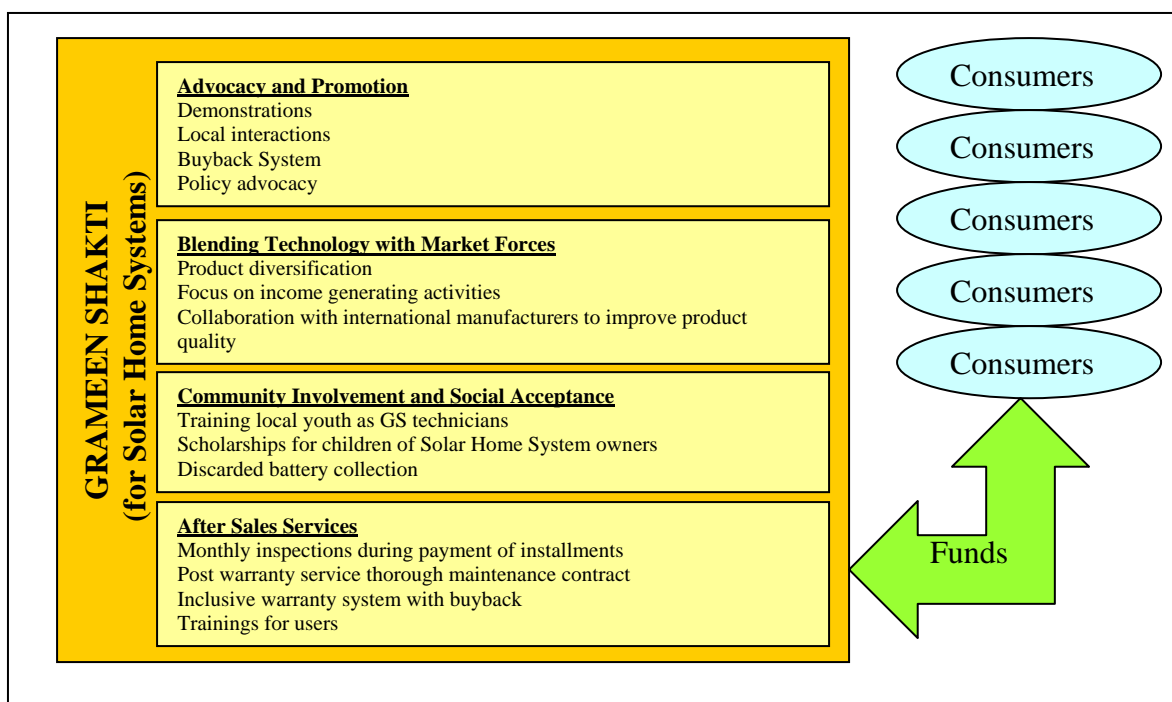 GRAMEEN SHAKTI
(for Solar Home Systems)
Advocacy and Promotion
Demonstrations
Local interactions
Buyback System
Policy advocacy
Blending Technology with Market Forces
Product diversification
Focus on income generating activities
Collaboration with international manufacturers to improve product
quality
Community Involvement and Social Acceptance
Training local youth as GS technicians
Scholarships for children of Solar Home System owners
Discarded battery collection
After Sales Services
Monthly inspections during payment of installments
Post warranty service thorough maintenance contract
Inclusive warranty system with buyback
Trainings for users
Consumers
Consumers
Consumers
Consumers
Consumers
Funds